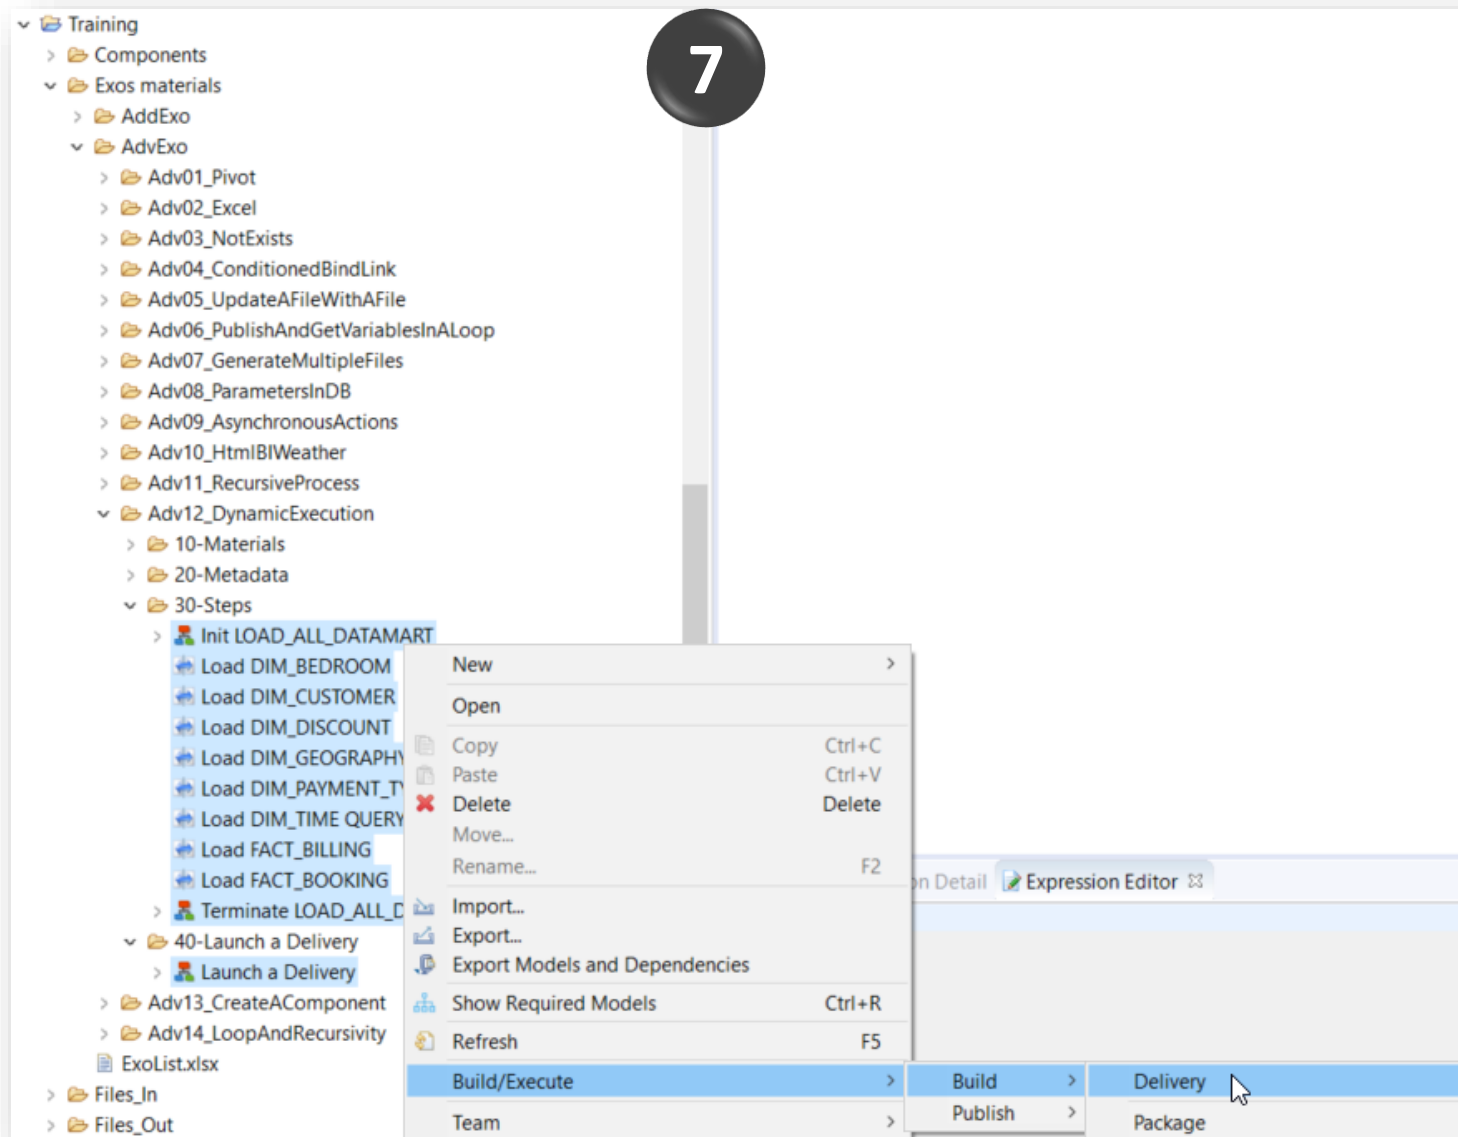 Training
7
Components
Exos materials
AddExo
AdvExo
Adv01_Pivot
Adv02_Excel
Adv03_NotExists
Adv04_ConditionedBindLink
Adv05_UpdateAFileWithAFile
Adv06_PublishAndGetVariablesInALoop
Adv07_GenerateMultipleFiles
Adv08_ParametersInDB
Adv09_AsynchronousActions
Adv10_HtmlBIWeather
Adv11_RecursiveProcess
Adv12_DynamicExecution
10-Materials
20-Metadata
30-Steps
Init LOAD_ALL_DATAMART
Load DIM_BEDROOM
Load DIM_CUSTOMER
Load DIM_DISCOUNT
Load DIM_GEOGRAPHY
Load DIM_PAYMENT_TY
Load DIM_TIME QUERY
Load FACT_BILLING
Load FACT_BOOKING
Terminate LOAD_ALL_D
40-Launch a Delivery
Launch a Delivery
Adv13_CreateAComponent
Adv14_LoopAndRecursivity
ExoList.xlsx
Files_In
Files_Out
New
Open
Copy Ctrl+C
Paste Ctrl+V
Delete Delete
Move...
Rename... F2
Import...
Export...
Export Models and Dependencies
Show Required Models Ctrl+R
Refresh F5
Build/Execute
Team
Build
Publish
Delivery
Package
on Detail Expression Editor